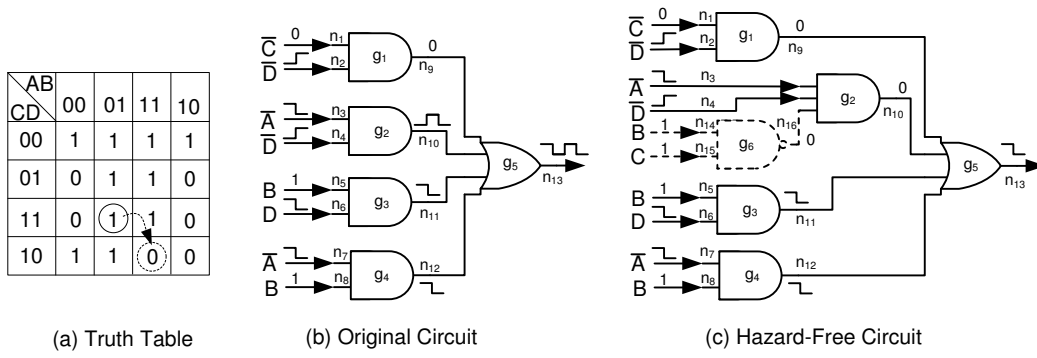 AB
CD
00 01 11 10
00 1 1 1 1
01 0 1 1 0
11 0 1 1 0
10 1 1 0 0
(a) Truth Table
C̅ 0 n₁
D̅ n₂
g₁
0
n₉
A̅ n₃
D̅ n₄
g₂
n₁₀
B 1 n₅
D n₆
g₃
n₁₁
A̅ n₇
B 1 n₈
g₄
n₁₂
g₅
n₁₃
(b) Original Circuit
C̅ 0 n₁
D̅ n₂
g₁
0
n₉
A̅ n₃
D̅ n₄
g₂
0
n₁₀
B 1 n₁₄
C 1 n₁₅
g₆
n₁₆
0
B 1 n₅
D n₆
g₃
n₁₁
A̅ n₇
B 1 n₈
g₄
n₁₂
g₅
n₁₃
(c) Hazard-Free Circuit